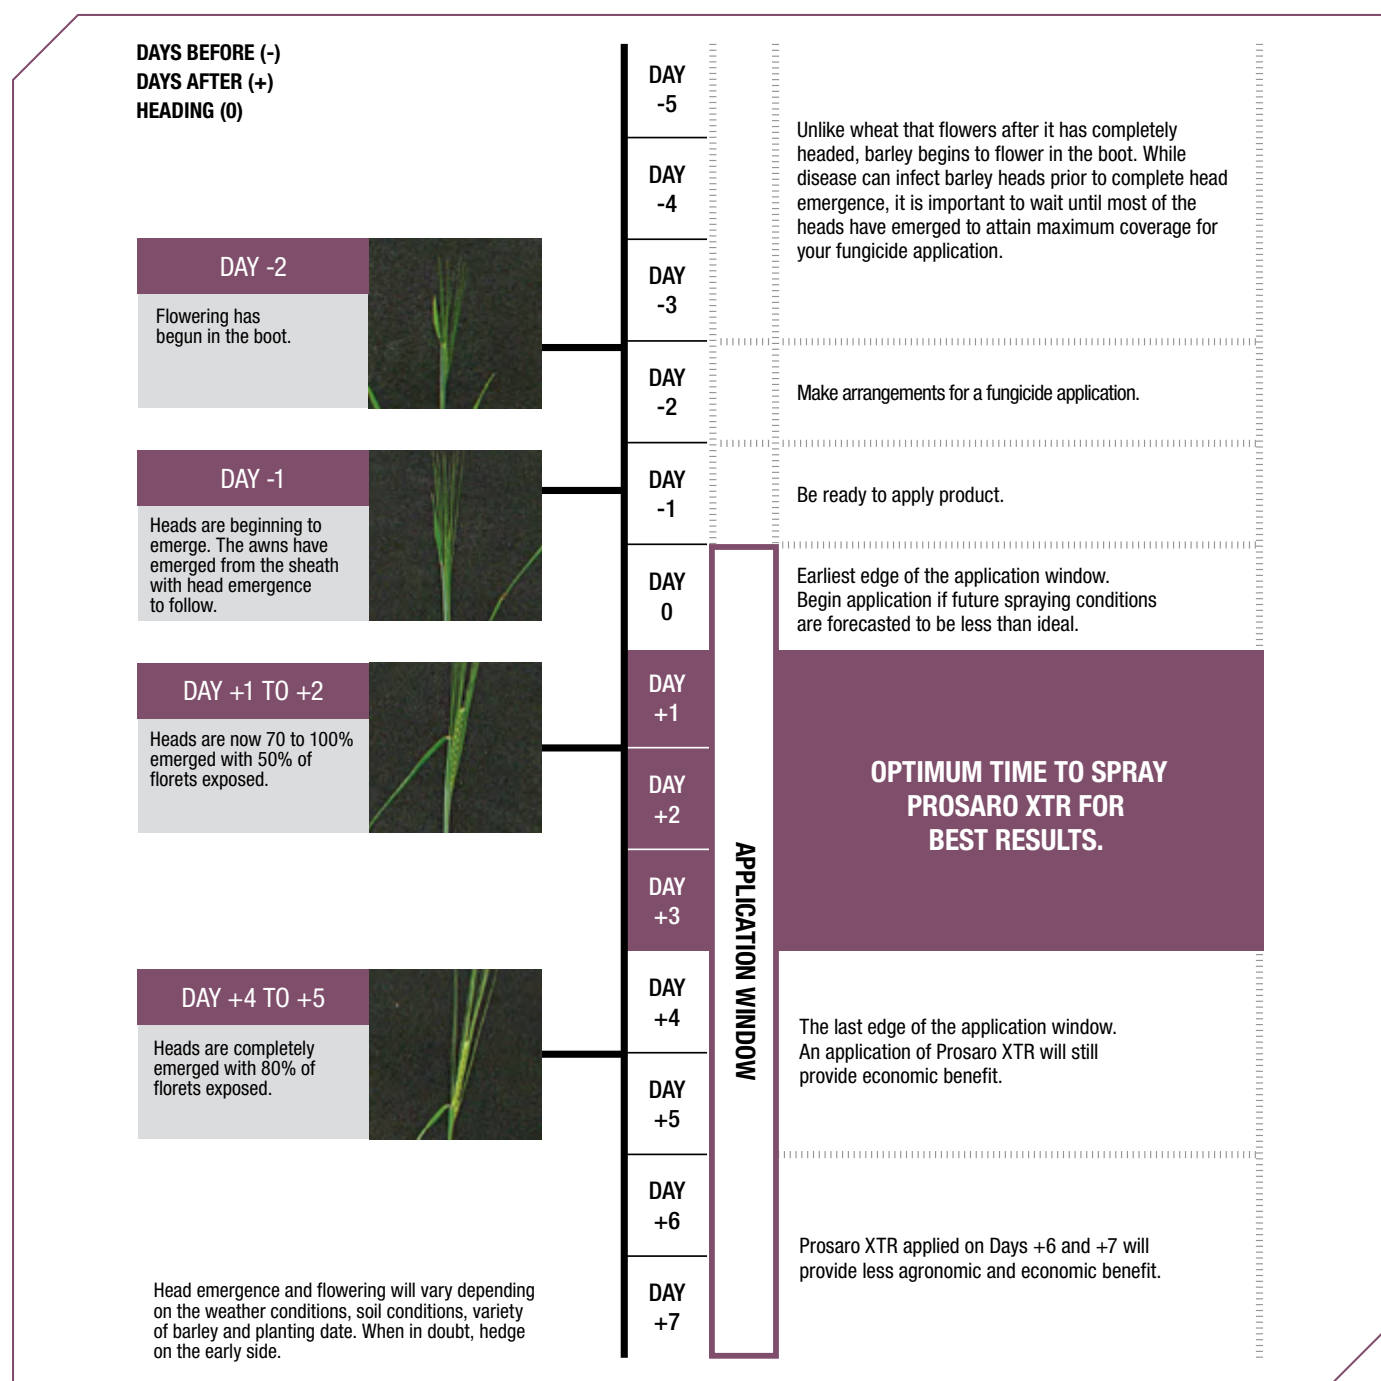 DAYS BEFORE (-)
DAYS AFTER (+)
HEADING (0)
DAY
-5
DAY
-4
DAY
-3
Unlike wheat that flowers after it has completely
headed, barley begins to flower in the boot. While
disease can infect barley heads prior to complete head
emergence, it is important to wait until most of the
heads have emerged to attain maximum coverage for
your fungicide application.
DAY -2
Flowering has
begun in the boot.
DAY
-2
Make arrangements for a fungicide application.
DAY -1
Heads are beginning to
emerge. The awns have
emerged from the sheath
with head emergence
to follow.
DAY
-1
Be ready to apply product.
DAY
0
Earliest edge of the application window.
Begin application if future spraying conditions
are forecasted to be less than ideal.
DAY +1 TO +2
Heads are now 70 to 100%
emerged with 50% of
florets exposed.
DAY
+1
DAY
+2
DAY
+3
APPLICATION WINDOW
OPTIMUM TIME TO SPRAY
PROSARO XTR FOR
BEST RESULTS.
DAY +4 TO +5
Heads are completely
emerged with 80% of
florets exposed.
DAY
+4
DAY
+5
The last edge of the application window.
An application of Prosaro XTR will still
provide economic benefit.
DAY
+6
DAY
+7
Prosaro XTR applied on Days +6 and +7 will
provide less agronomic and economic benefit.
Head emergence and flowering will vary depending
on the weather conditions, soil conditions, variety
of barley and planting date. When in doubt, hedge
on the early side.